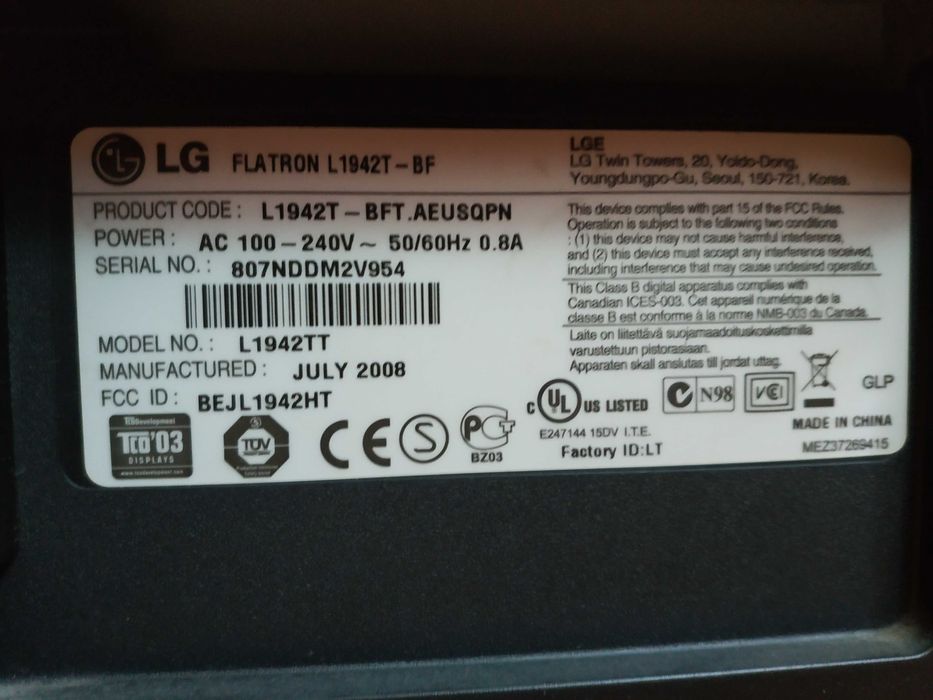 LG FLATRON L1942T-BF
LGE
LG Twin Towers, 20, Yoido-Dong,
Youngdungpo-Gu, Seoul, 150-721, Korea.
PRODUCT CODE : L1942T-BFT.AEUSQPN
POWER : AC 100-240V ~ 50/60Hz 0.8A
SERIAL NO. : 807NDDM2V954
MODEL NO. : L1942TT
MANUFACTURED : JULY 2008
FCC ID : BEJL1942HT
This device complies with part 15 of the FCC Rules.
Operation is subject to the following two conditions
: (1) this device may not cause harmful interference,
and (2) this device must accept any interference received,
including interference that may cause undesired operation.
This Class B digital apparatus complies with
Canadian ICES-003. Cet appareil numérique de la
classe B est conforme à la norme NMB-003 du Canada.
Laite on liitettävä suojamaadoituskoskettimilla
varustettuun pistorasiaan.
Apparaten skall anslutas till jordat uttag.
TCO'03
DISPLAYS
TÜV
CE
S
PCT
BZ03
C UL US LISTED
E247144 15DV I.T.E.
Factory ID:LT
N98
VCI
GLP
MADE IN CHINA
MEZ37269415